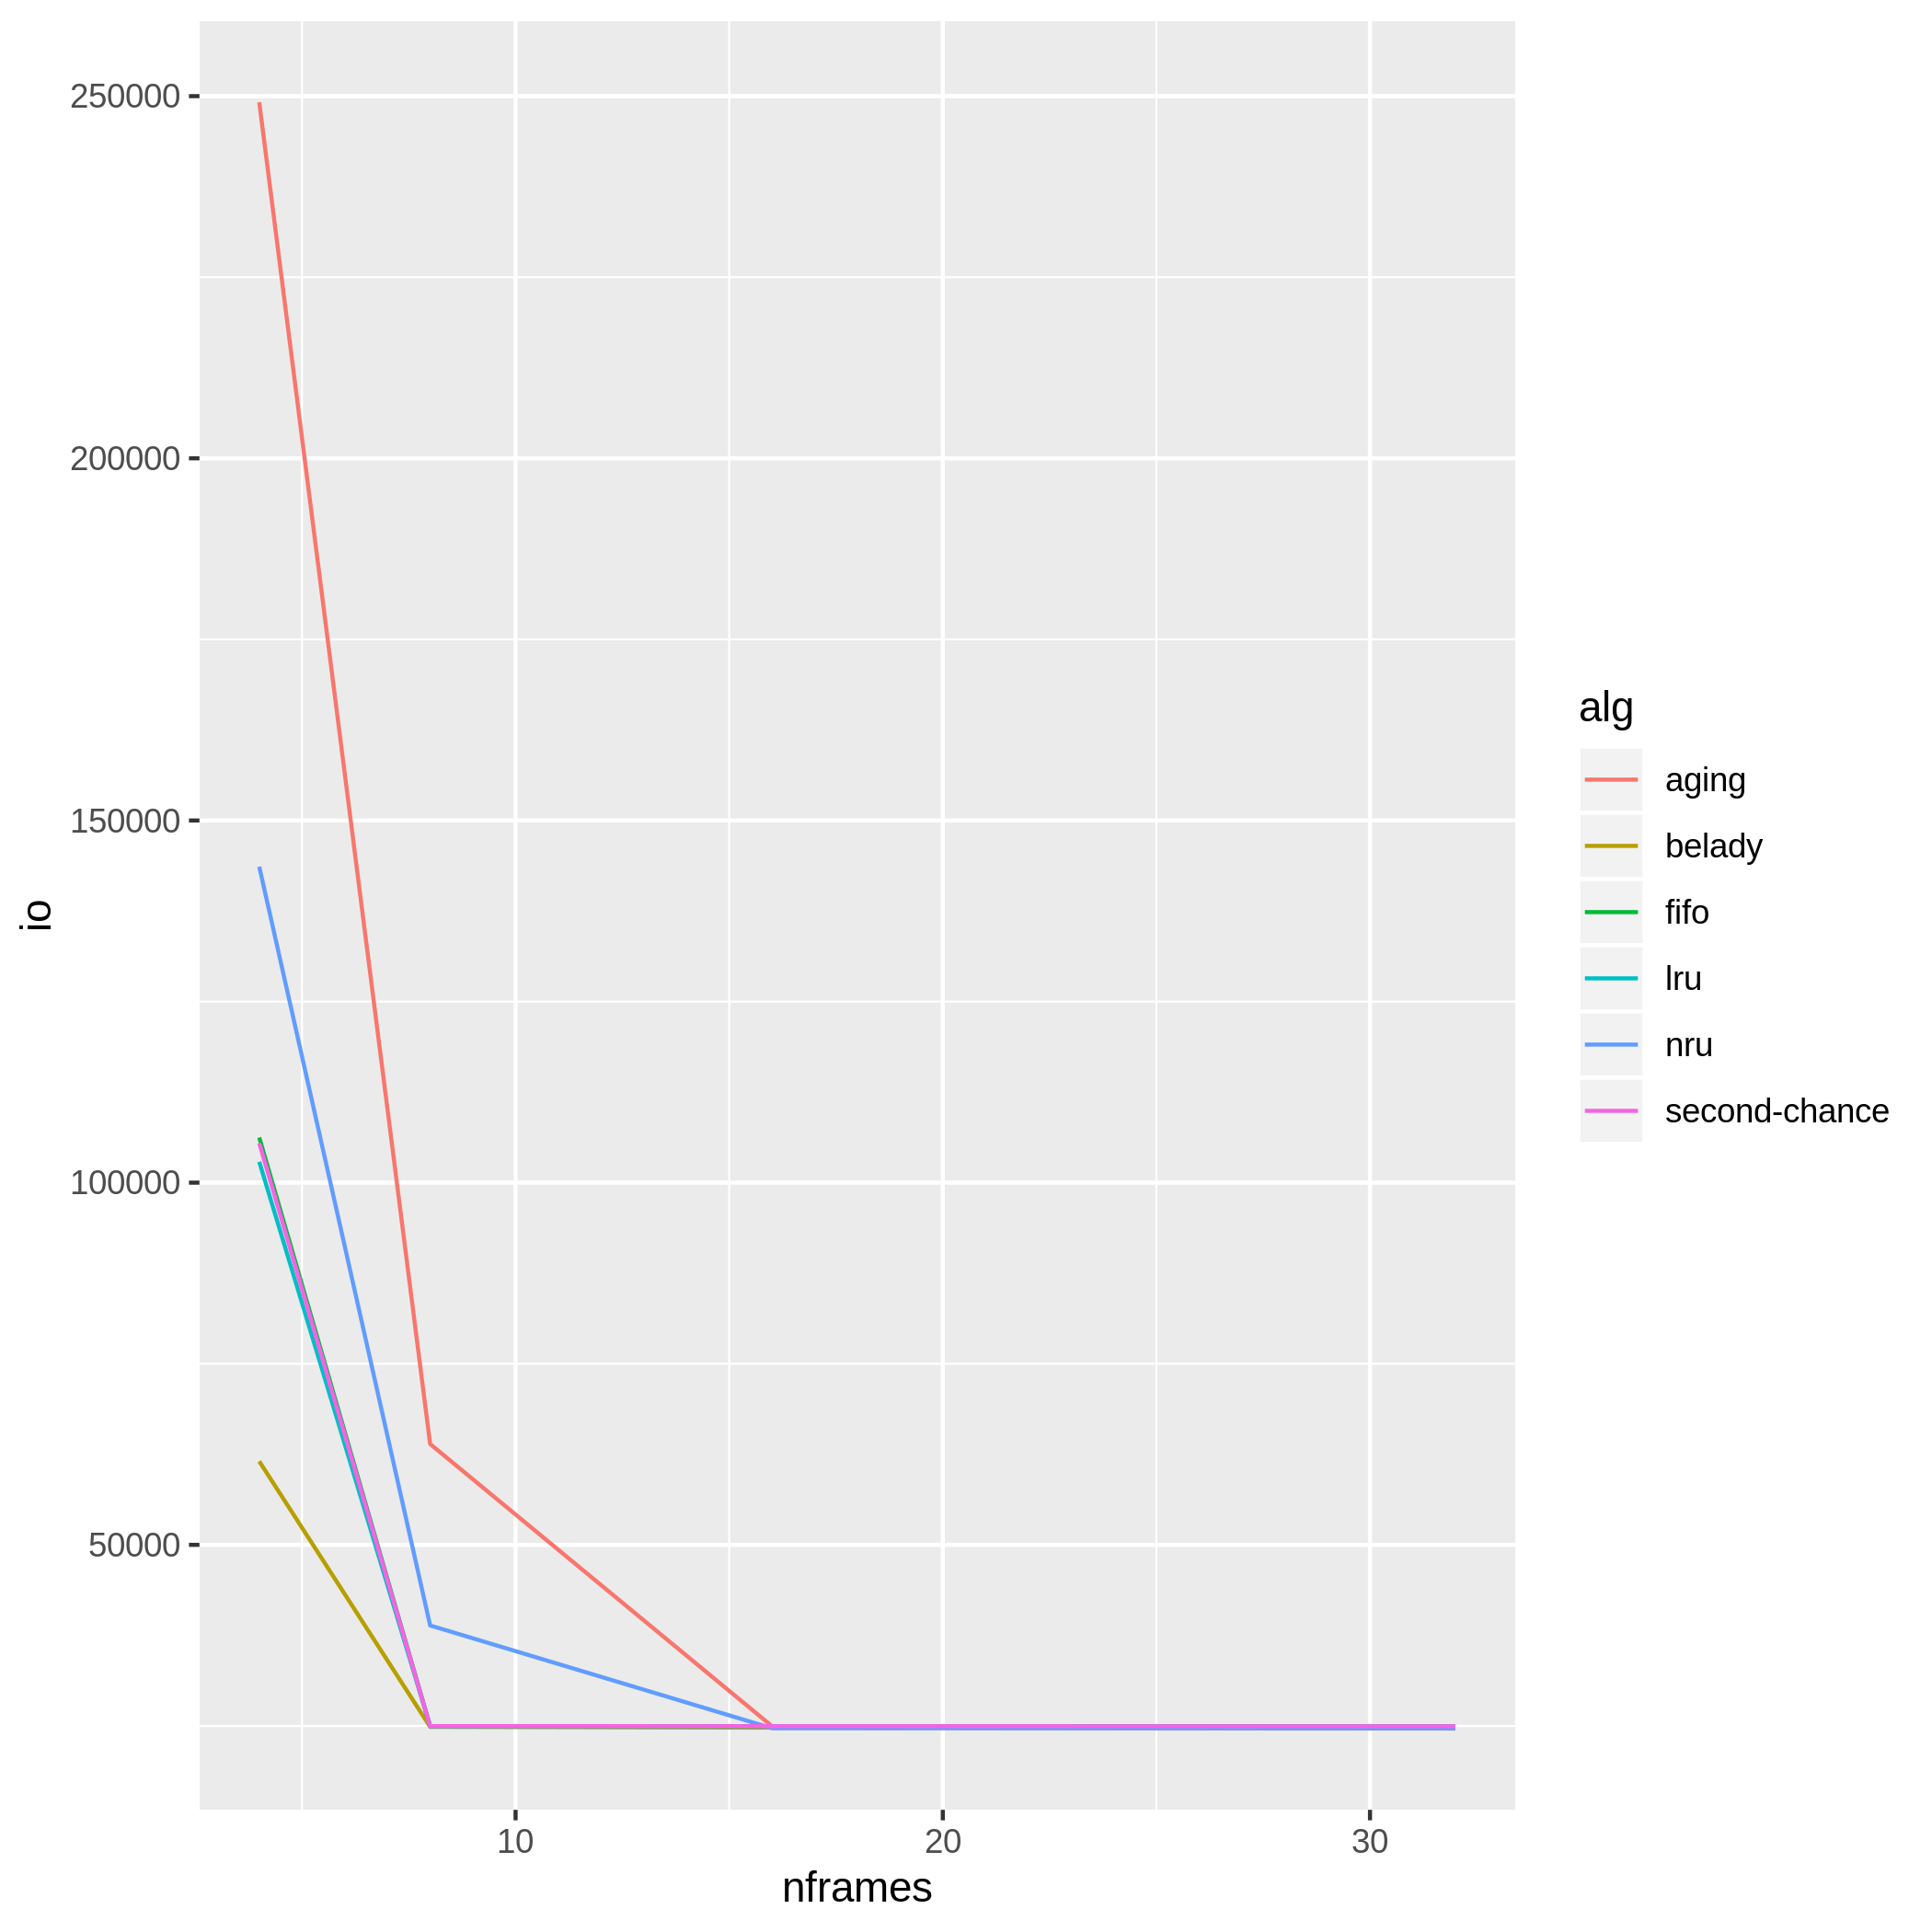 250000
200000
150000
100000
50000
io
10
20
30
nframes
alg
aging
belady
fifo
lru
nru
second-chance